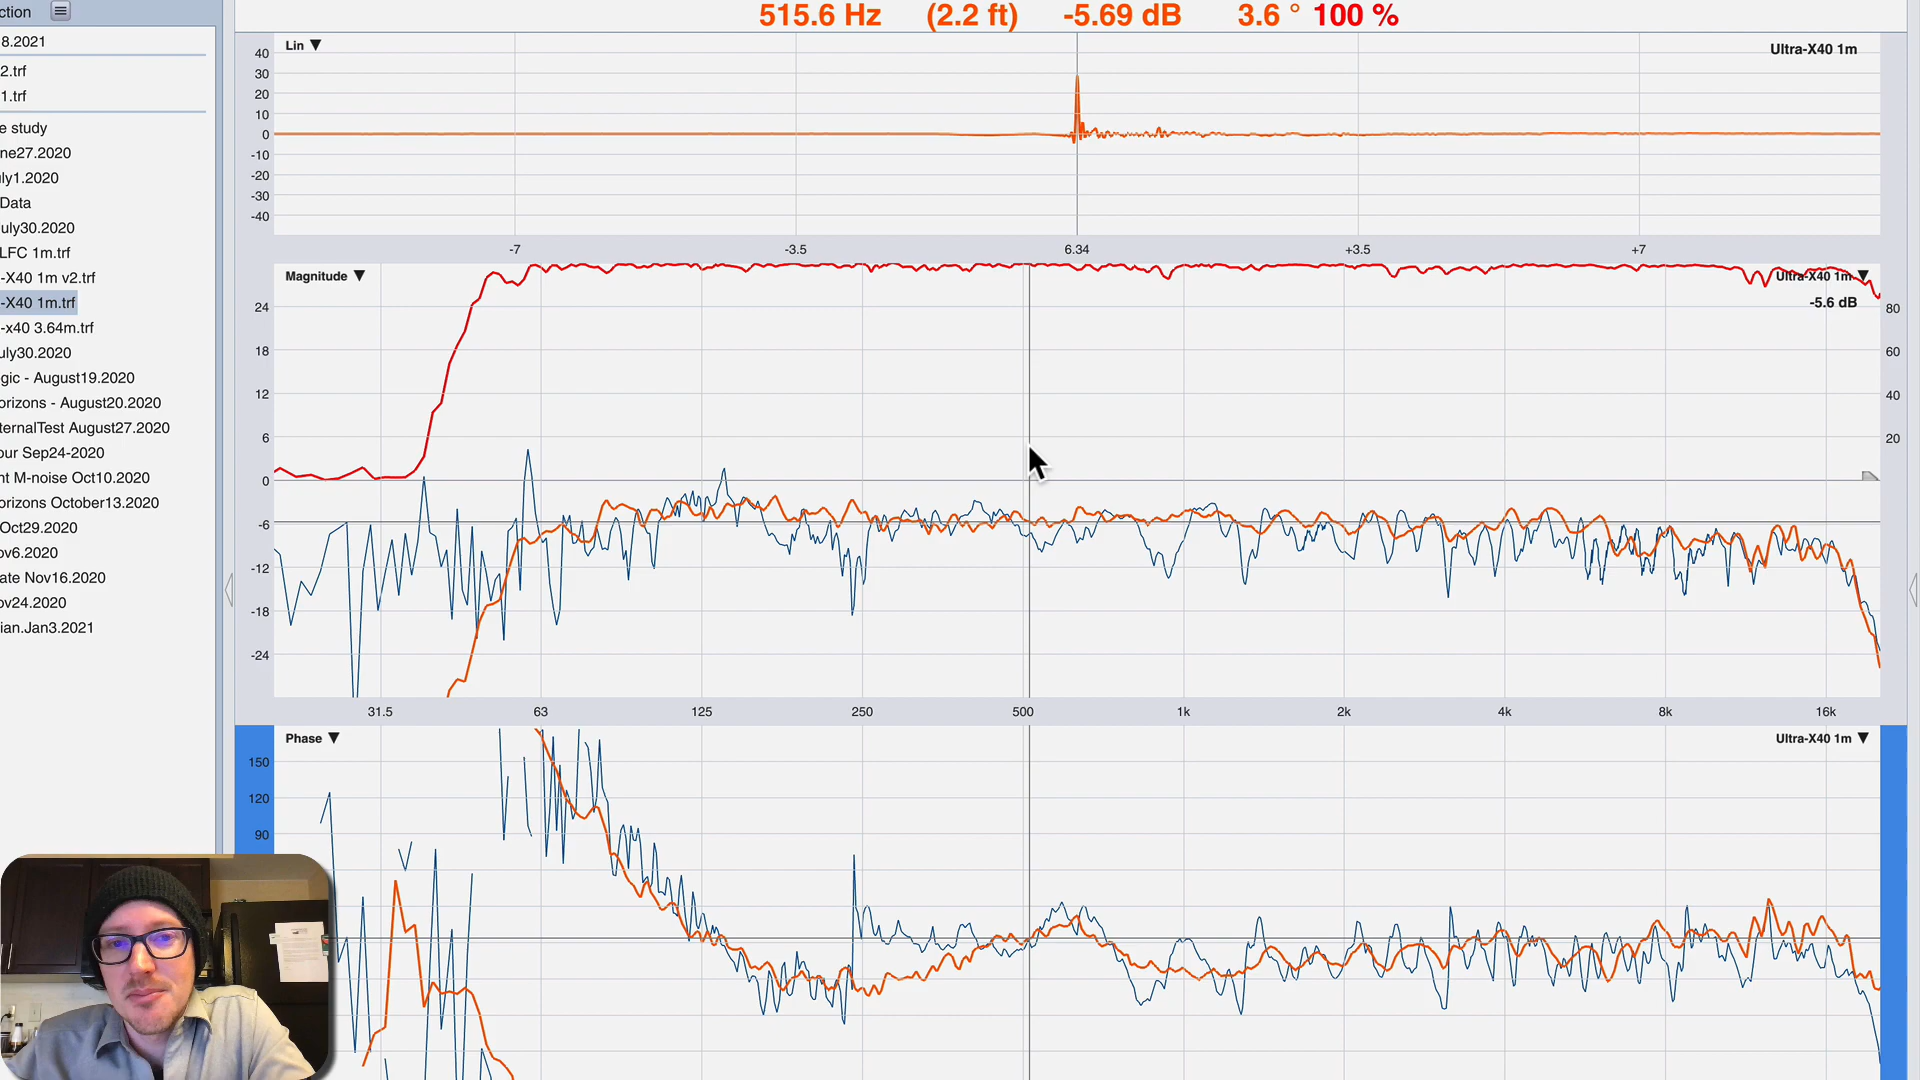 ction
8.2021
2.trf
1.trf
e study
ne27.2020
ly1.2020
Data
uly30.2020
LFC 1m.trf
-X40 1m v2.trf
-X40 1m.trf
-x40 3.64m.trf
uly30.2020
gic - August19.2020
orizons - August20.2020
ternalTest August27.2020
our Sep24-2020
nt M-noise Oct10.2020
orizons October13.2020
Oct29.2020
ov6.2020
ate Nov16.2020
ov24.2020
ian.Jan3.2021
515.6 Hz (2.2 ft) -5.69 dB 3.6 ° 100 %
Lin ▼ Ultra-X40 1m
40
30
20
10
0
-10
-20
-30
-40
-7 -3.5 6.34 +3.5 +7
Magnitude ▼ Ultra-X40 1m ▼
-5.6 dB
24 80
18 60
12 40
6 20
0
-6
-12
-18
-24
31.5 63 125 250 500 1k 2k 4k 8k 16k
Phase ▼ Ultra-X40 1m ▼
150
120
90